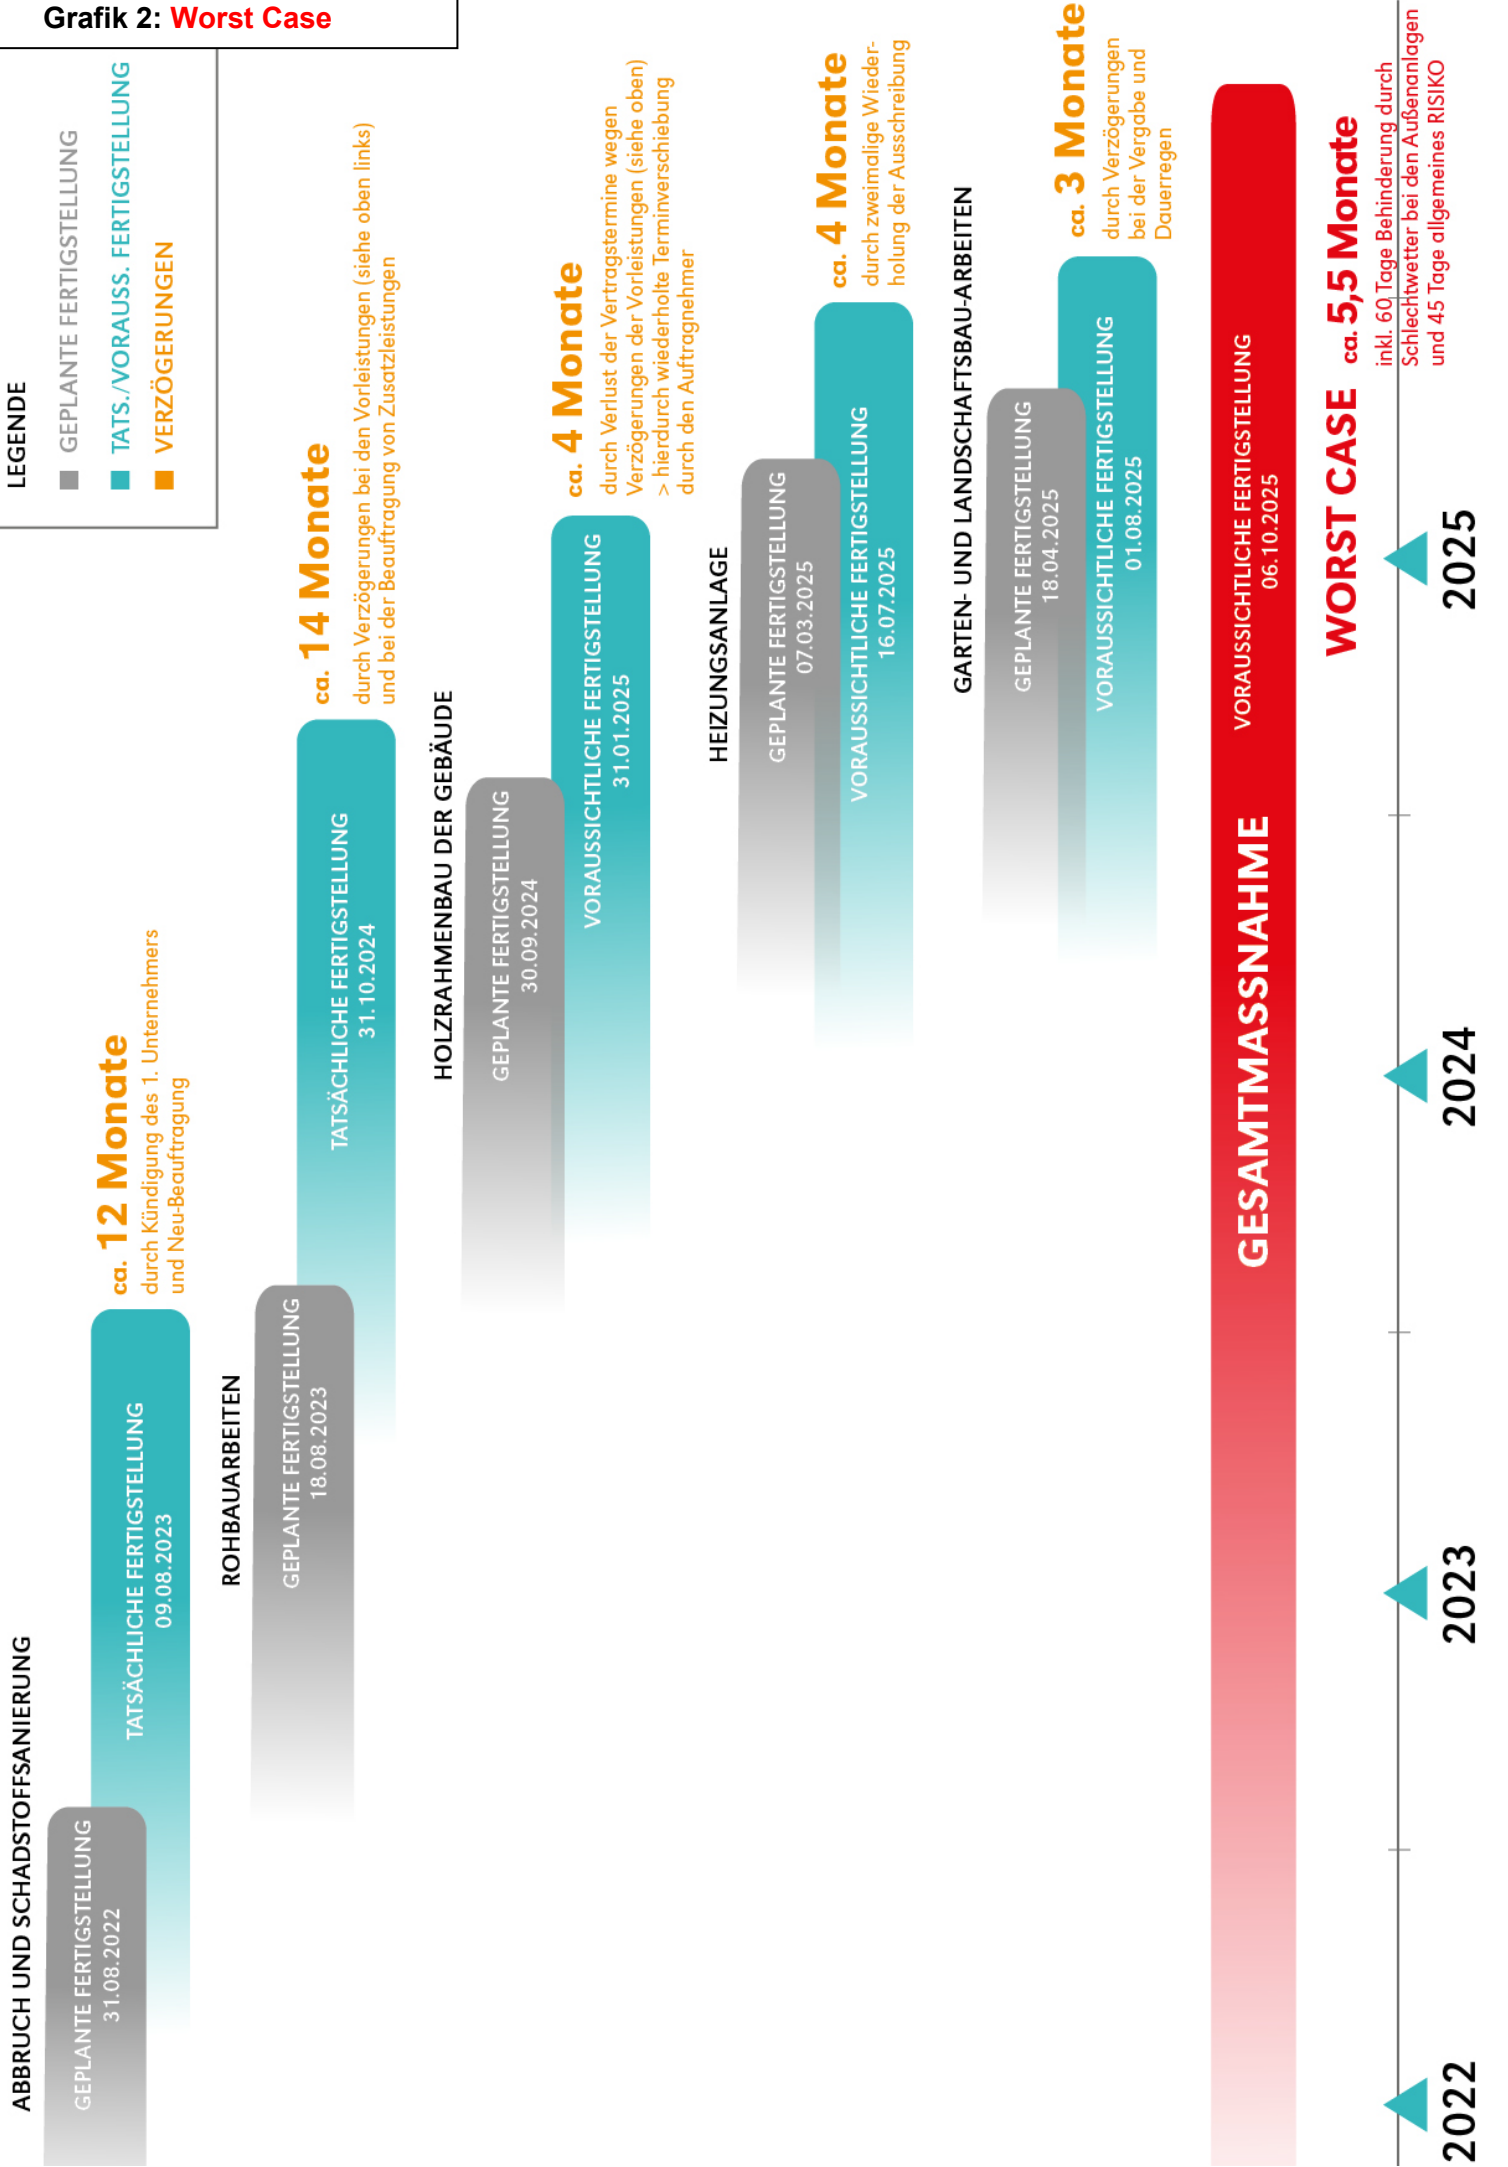 Grafik 2: Worst Case
LEGENDE
GEPLANTE FERTIGSTELLUNG
TATS./VORAUSS. FERTIGSTELLUNG
VERZÖGERUNGEN
ABBRUCH UND SCHADSTOFFSANIERUNG
GEPLANTE FERTIGSTELLUNG
31.08.2022
TATSÄCHLICHE FERTIGSTELLUNG
09.08.2023
ca. 12 Monate
durch Kündigung des 1. Unternehmers
und Neu-Beauftragung
ROHBAUARBEITEN
GEPLANTE FERTIGSTELLUNG
18.08.2023
TATSÄCHLICHE FERTIGSTELLUNG
31.10.2024
ca. 14 Monate
durch Verzögerungen bei den Vorleistungen (siehe oben links)
und bei der Beauftragung von Zusatzleistungen
HOLZRAHMENBAU DER GEBÄUDE
GEPLANTE FERTIGSTELLUNG
30.09.2024
VORAUSSICHTLICHE FERTIGSTELLUNG
31.01.2025
ca. 4 Monate
durch Verlust der Vertragstermine wegen
Verzögerungen der Vorleistungen (siehe oben)
> hierdurch wiederholte Terminverschiebung
durch den Auftragnehmer
HEIZUNGSANLAGE
GEPLANTE FERTIGSTELLUNG
07.03.2025
VORAUSSICHTLICHE FERTIGSTELLUNG
16.07.2025
ca. 4 Monate
durch zweimalige Wieder-
holung der Ausschreibung
GARTEN- UND LANDSCHAFTSBAU-ARBEITEN
GEPLANTE FERTIGSTELLUNG
18.04.2025
VORAUSSICHTLICHE FERTIGSTELLUNG
01.08.2025
ca. 3 Monate
durch Verzögerungen
bei der Vergabe und
Dauerregen
GESAMTMASSNAHME
VORAUSSICHTLICHE FERTIGSTELLUNG
06.10.2025
WORST CASE ca. 5,5 Monate
inkl. 60 Tage Behinderung durch
Schlechtwetter bei den Außenanlagen
und 45 Tage allgemeines RISIKO
2022
2023
2024
2025